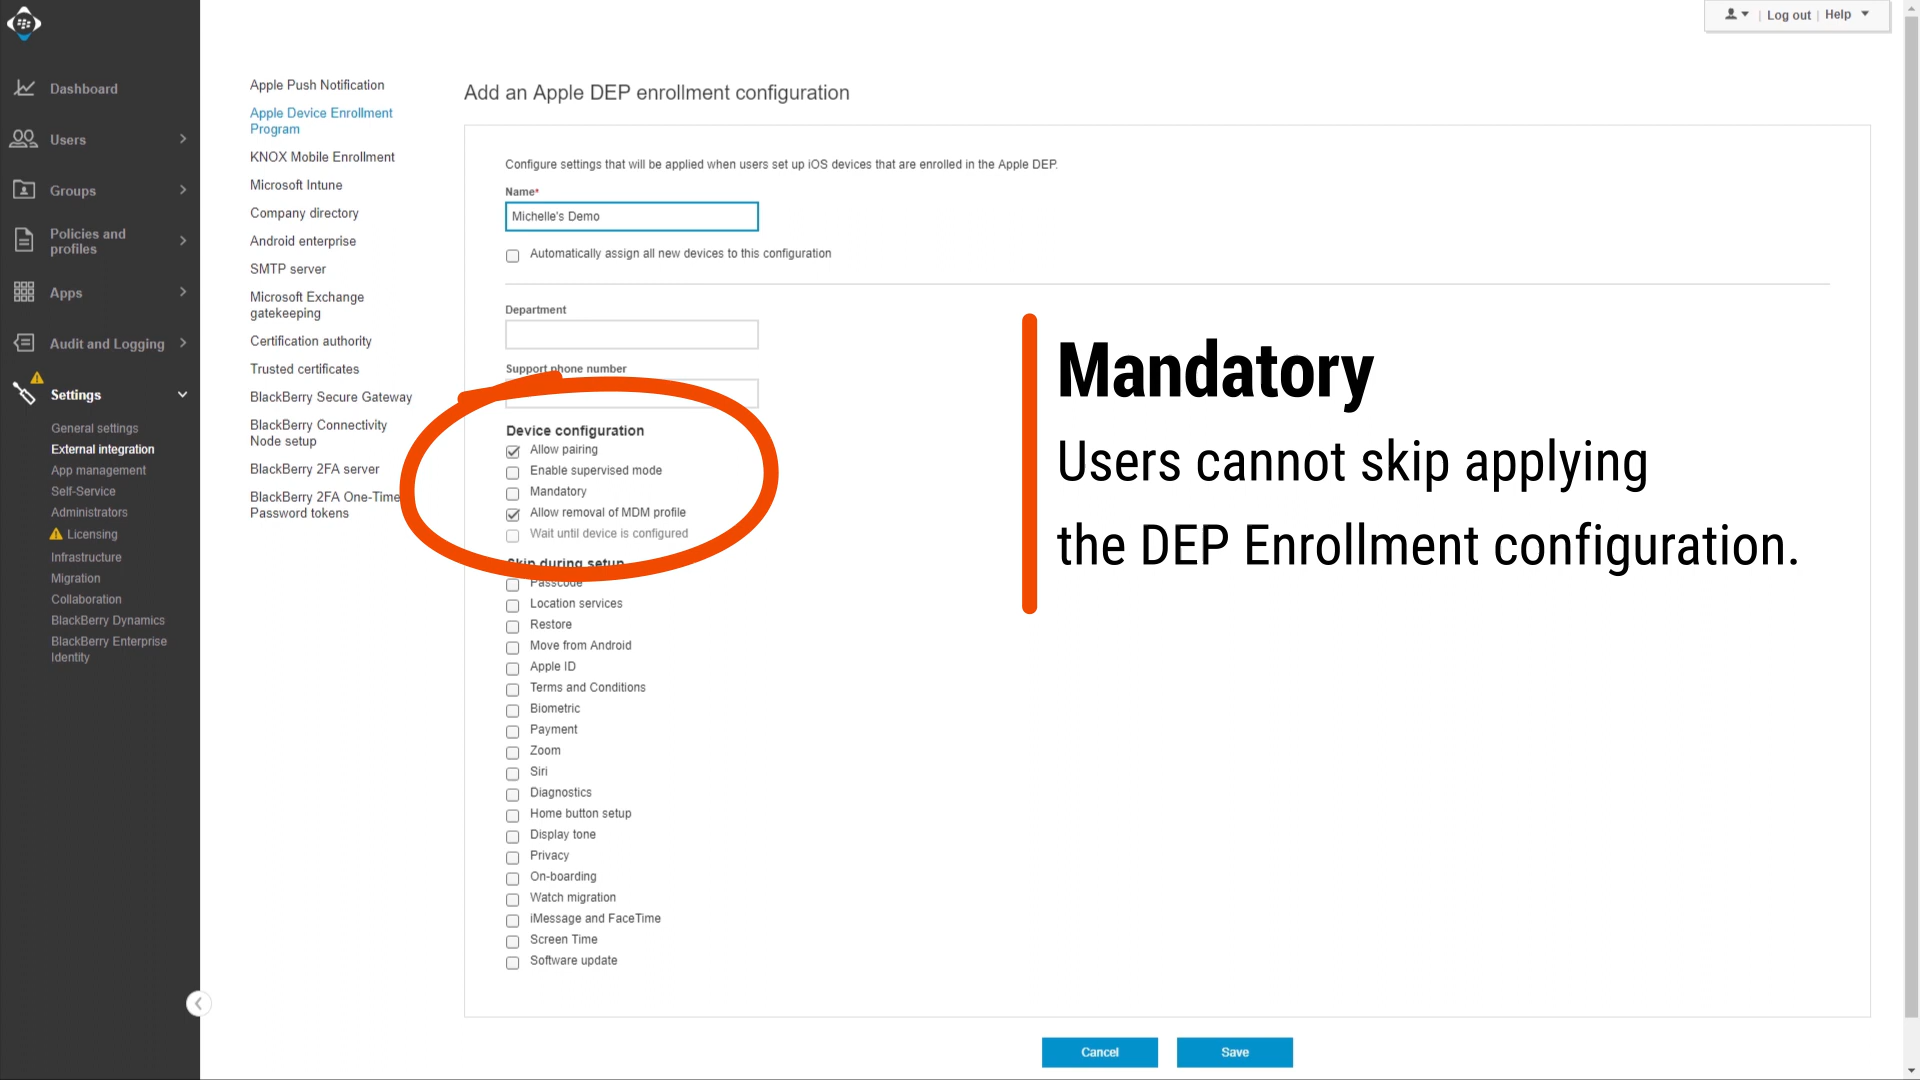 Log out
Help
Dashboard
Users
Groups
Policies and
profiles
Apps
Audit and Logging
Settings
General settings
External integration
App management
Self-Service
Administrators
Licensing
Infrastructure
Migration
Collaboration
BlackBerry Dynamics
BlackBerry Enterprise
Identity
Apple Push Notification
Apple Device Enrollment
Program
KNOX Mobile Enrollment
Microsoft Intune
Company directory
Android enterprise
SMTP server
Microsoft Exchange
gatekeeping
Certification authority
Trusted certificates
BlackBerry Secure Gateway
BlackBerry Connectivity
Node setup
BlackBerry 2FA server
BlackBerry 2FA One-Time
Password tokens
Add an Apple DEP enrollment configuration
Configure settings that will be applied when users set up iOS devices that are enrolled in the Apple DEP.
Name*
Michelle's Demo
Automatically assign all new devices to this configuration
Department
Support phone number
Device configuration
Allow pairing
Enable supervised mode
Mandatory
Allow removal of MDM profile
Wait until device is configured
Skip during setup
Passcode
Location services
Restore
Move from Android
Apple ID
Terms and Conditions
Biometric
Payment
Zoom
Siri
Diagnostics
Home button setup
Display tone
Privacy
On-boarding
Watch migration
iMessage and FaceTime
Screen Time
Software update
Mandatory
Users cannot skip applying
the DEP Enrollment configuration.
Cancel
Save